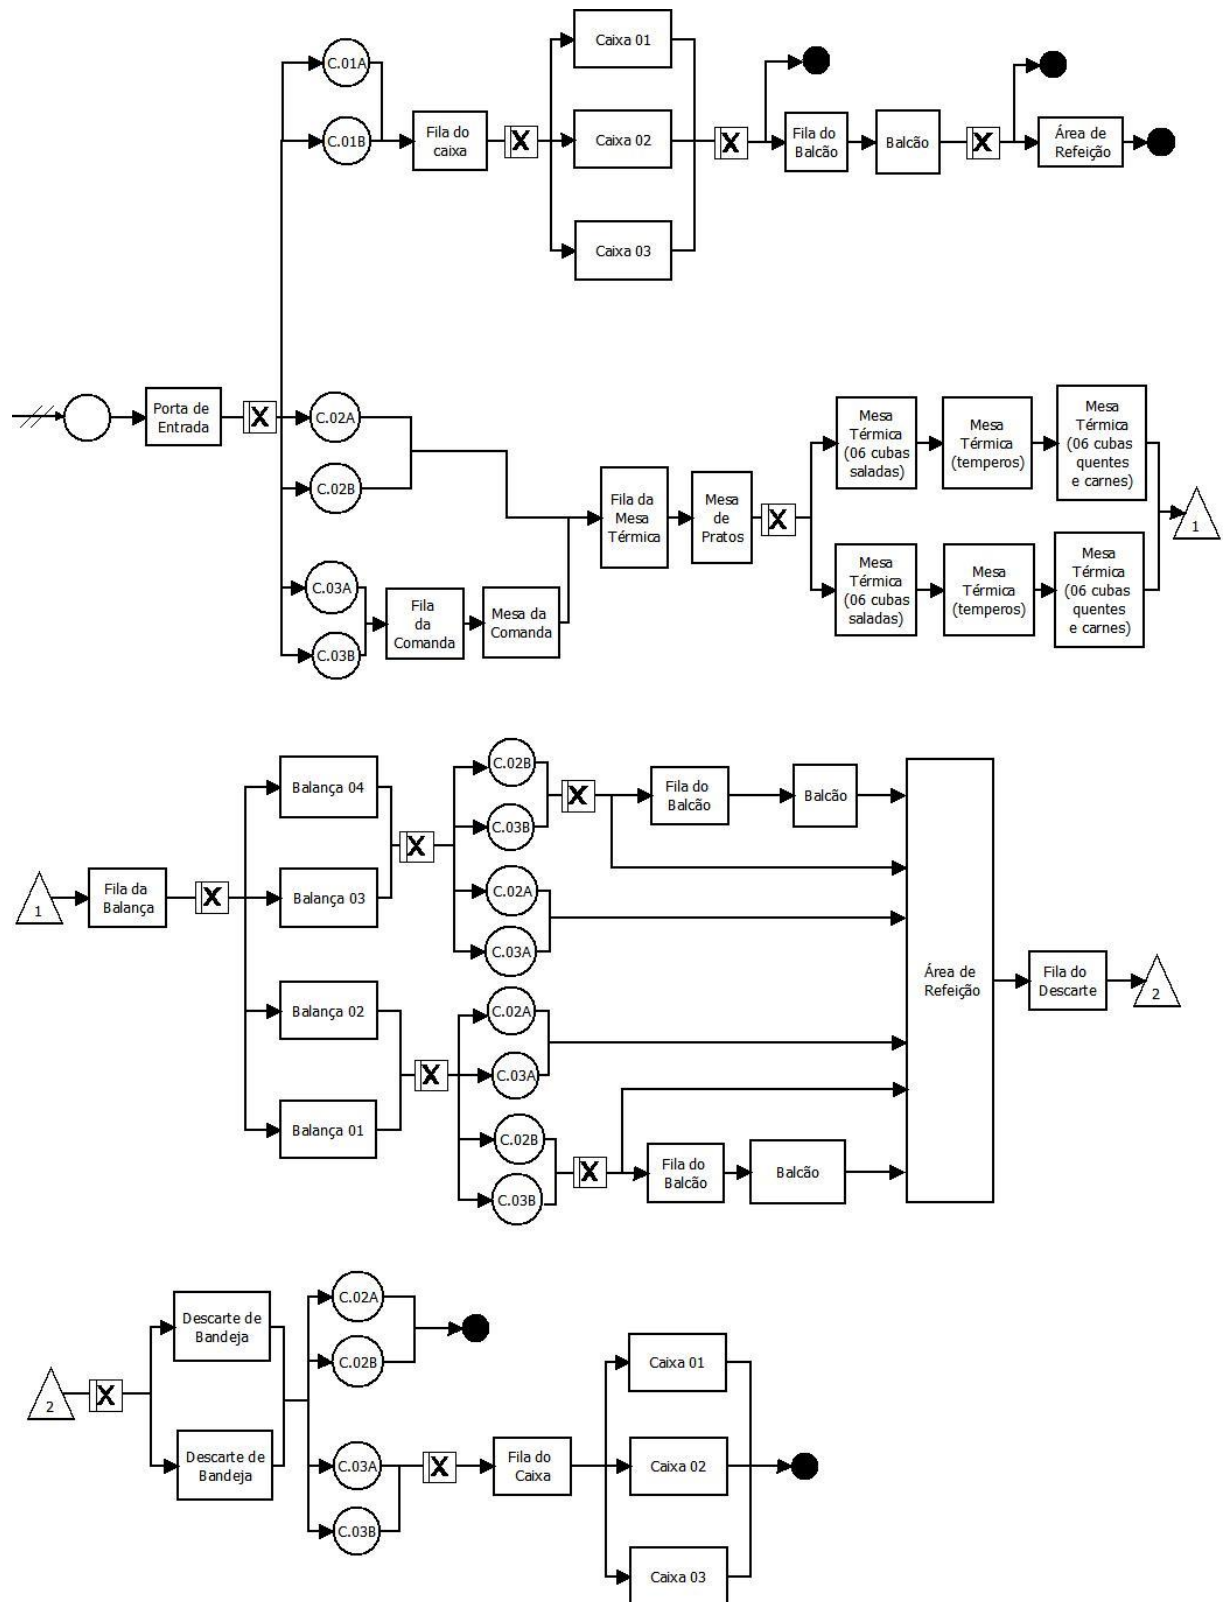 C.01A
C.01B
Fila do
caixa
X
Caixa 01
Caixa 02
Caixa 03
X
Fila do
Balcão
Balcão
X
Área de
Refeição
Porta de
Entrada
X
C.02A
C.02B
C.03A
C.03B
Fila
da
Comanda
Mesa da
Comanda
Fila da
Mesa
Térmica
Mesa
de
Pratos
X
Mesa
Térmica
(06 cubas
saladas)
Mesa
Térmica
(temperos)
Mesa
Térmica
(06 cubas
quentes
e carnes)
Mesa
Térmica
(06 cubas
saladas)
Mesa
Térmica
(temperos)
Mesa
Térmica
(06 cubas
quentes
e carnes)
1
1
Fila da
Balança
X
Balança 04
Balança 03
Balança 02
Balança 01
X
X
C.02B
C.03B
C.02A
C.03A
C.02A
C.03A
C.02B
C.03B
X
Fila do
Balcão
Balcão
X
Fila do
Balcão
Balcão
Área de
Refeição
Fila do
Descarte
2
2
X
Descarte de
Bandeja
Descarte de
Bandeja
C.02A
C.02B
C.03A
C.03B
X
Fila do
Caixa
Caixa 01
Caixa 02
Caixa 03